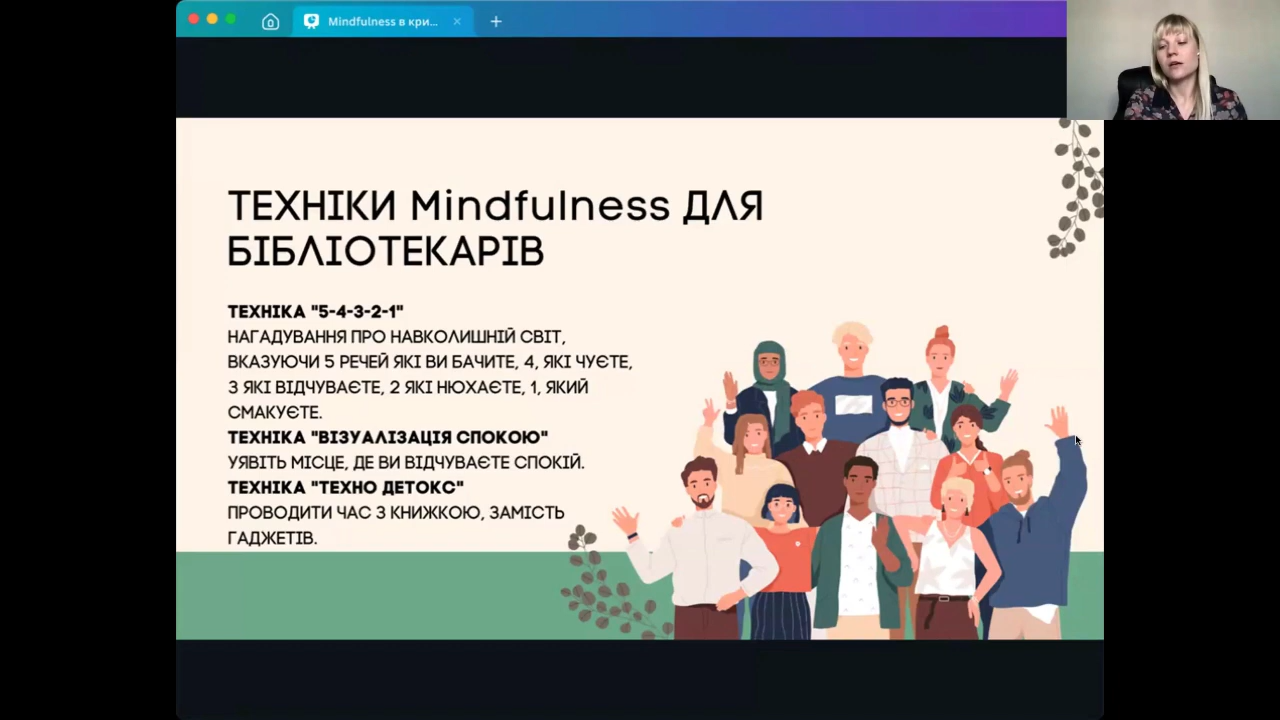 Mindfulness в кри...
ТЕХНІКИ Mindfulness ДЛЯ
БІБЛІОТЕКАРІВ
ТЕХНІКА "5-4-3-2-1"
НАГАДУВАННЯ ПРО НАВКОЛИШНІЙ СВІТ,
ВКАЗУЮЧИ 5 РЕЧЕЙ ЯКІ ВИ БАЧИТЕ, 4, ЯКІ ЧУЄТЕ,
3 ЯКІ ВІДЧУВАЄТЕ, 2 ЯКІ НЮХАЄТЕ, 1, ЯКИЙ
СМАКУЄТЕ.
ТЕХНІКА "ВІЗУАЛІЗАЦІЯ СПОКОЮ"
УЯВІТЬ МІСЦЕ, ДЕ ВИ ВІДЧУВАЄТЕ СПОКІЙ.
ТЕХНІКА "ТЕХНО ДЕТОКС"
ПРОВОДИТИ ЧАС З КНИЖКОЮ, ЗАМІСТЬ
ГАДЖЕТІВ.